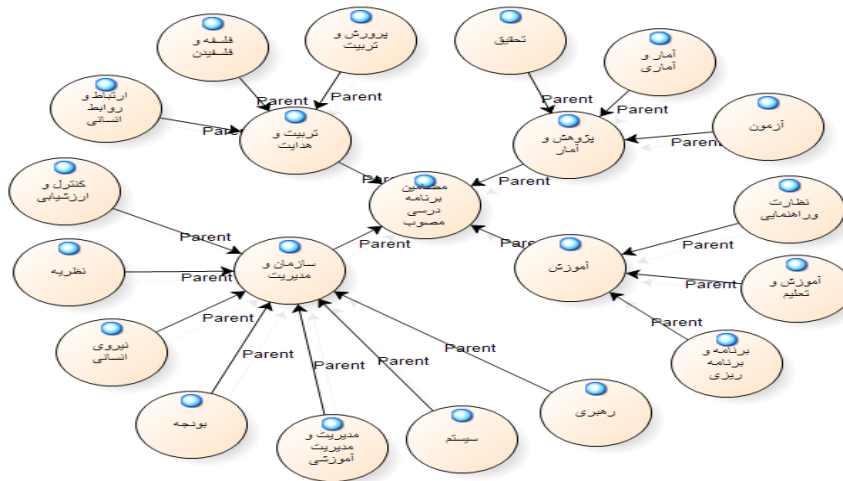 فلسفه و
فلسفیدن
پرورش و
تربیت
تحقیق
آمار و
آماری
ارتباط و
روابط
انسانی
Parent
Parent
Parent
Parent
Parent
تربیت و
هدایت
پژوهش و
آمار
Parent
آزمون
کنترل و
ارزشیابی
Parent
مضامین
برنامه
درسی
مصوب
Parent
نظارت
وراهنمایی
Parent
Parent
Parent
Parent
نظریه
Parent
سازمان و
مدیریت
آموزش
Parent
آموزش و
تعلیم
نیروی
انسانی
Parent
Parent
Parent
Parent
Parent
Parent
برنامه و
برنامه
ریزی
بودنجه
مدیریت و
مدیریت
آموزشی
سیستم
رهبری